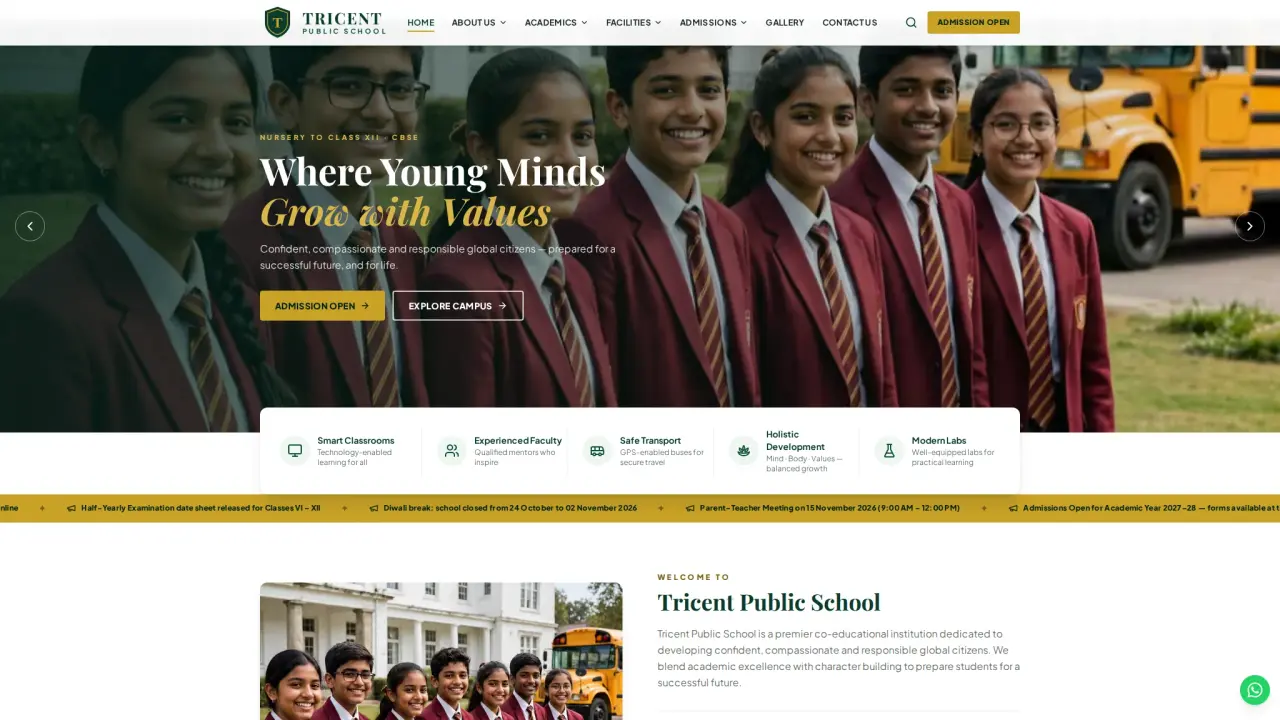 T TRICENT
PUBLIC SCHOOL
HOME
ABOUT US
ACADEMICS
FACILITIES
ADMISSIONS
GALLERY
CONTACT US
ADMISSION OPEN
NURSERY TO CLASS XII · CBSE
Where Young Minds
Grow with Values
Confident, compassionate and responsible global citizens — prepared for a
successful future, and for life.
ADMISSION OPEN →
EXPLORE CAMPUS →
Smart Classrooms
Technology-enabled
learning for all
Experienced Faculty
Qualified mentors who
inspire
Safe Transport
GPS-enabled buses for
secure travel
Holistic
Development
Mind · Body · Values —
balanced growth
Modern Labs
Well-equipped labs for
practical learning
nline + Half-Yearly Examination date sheet released for Classes VI – XII + Diwali break: school closed from 24 October to 02 November 2026 + Parent-Teacher Meeting on 15 November 2026 (9:00 AM – 12:00 PM) + Admissions Open for Academic Year 2027-28 — forms available at t
WELCOME TO
Tricent Public School
Tricent Public School is a premier co-educational institution dedicated to
developing confident, compassionate and responsible global citizens. We
blend academic excellence with character building to prepare students for a
successful future.